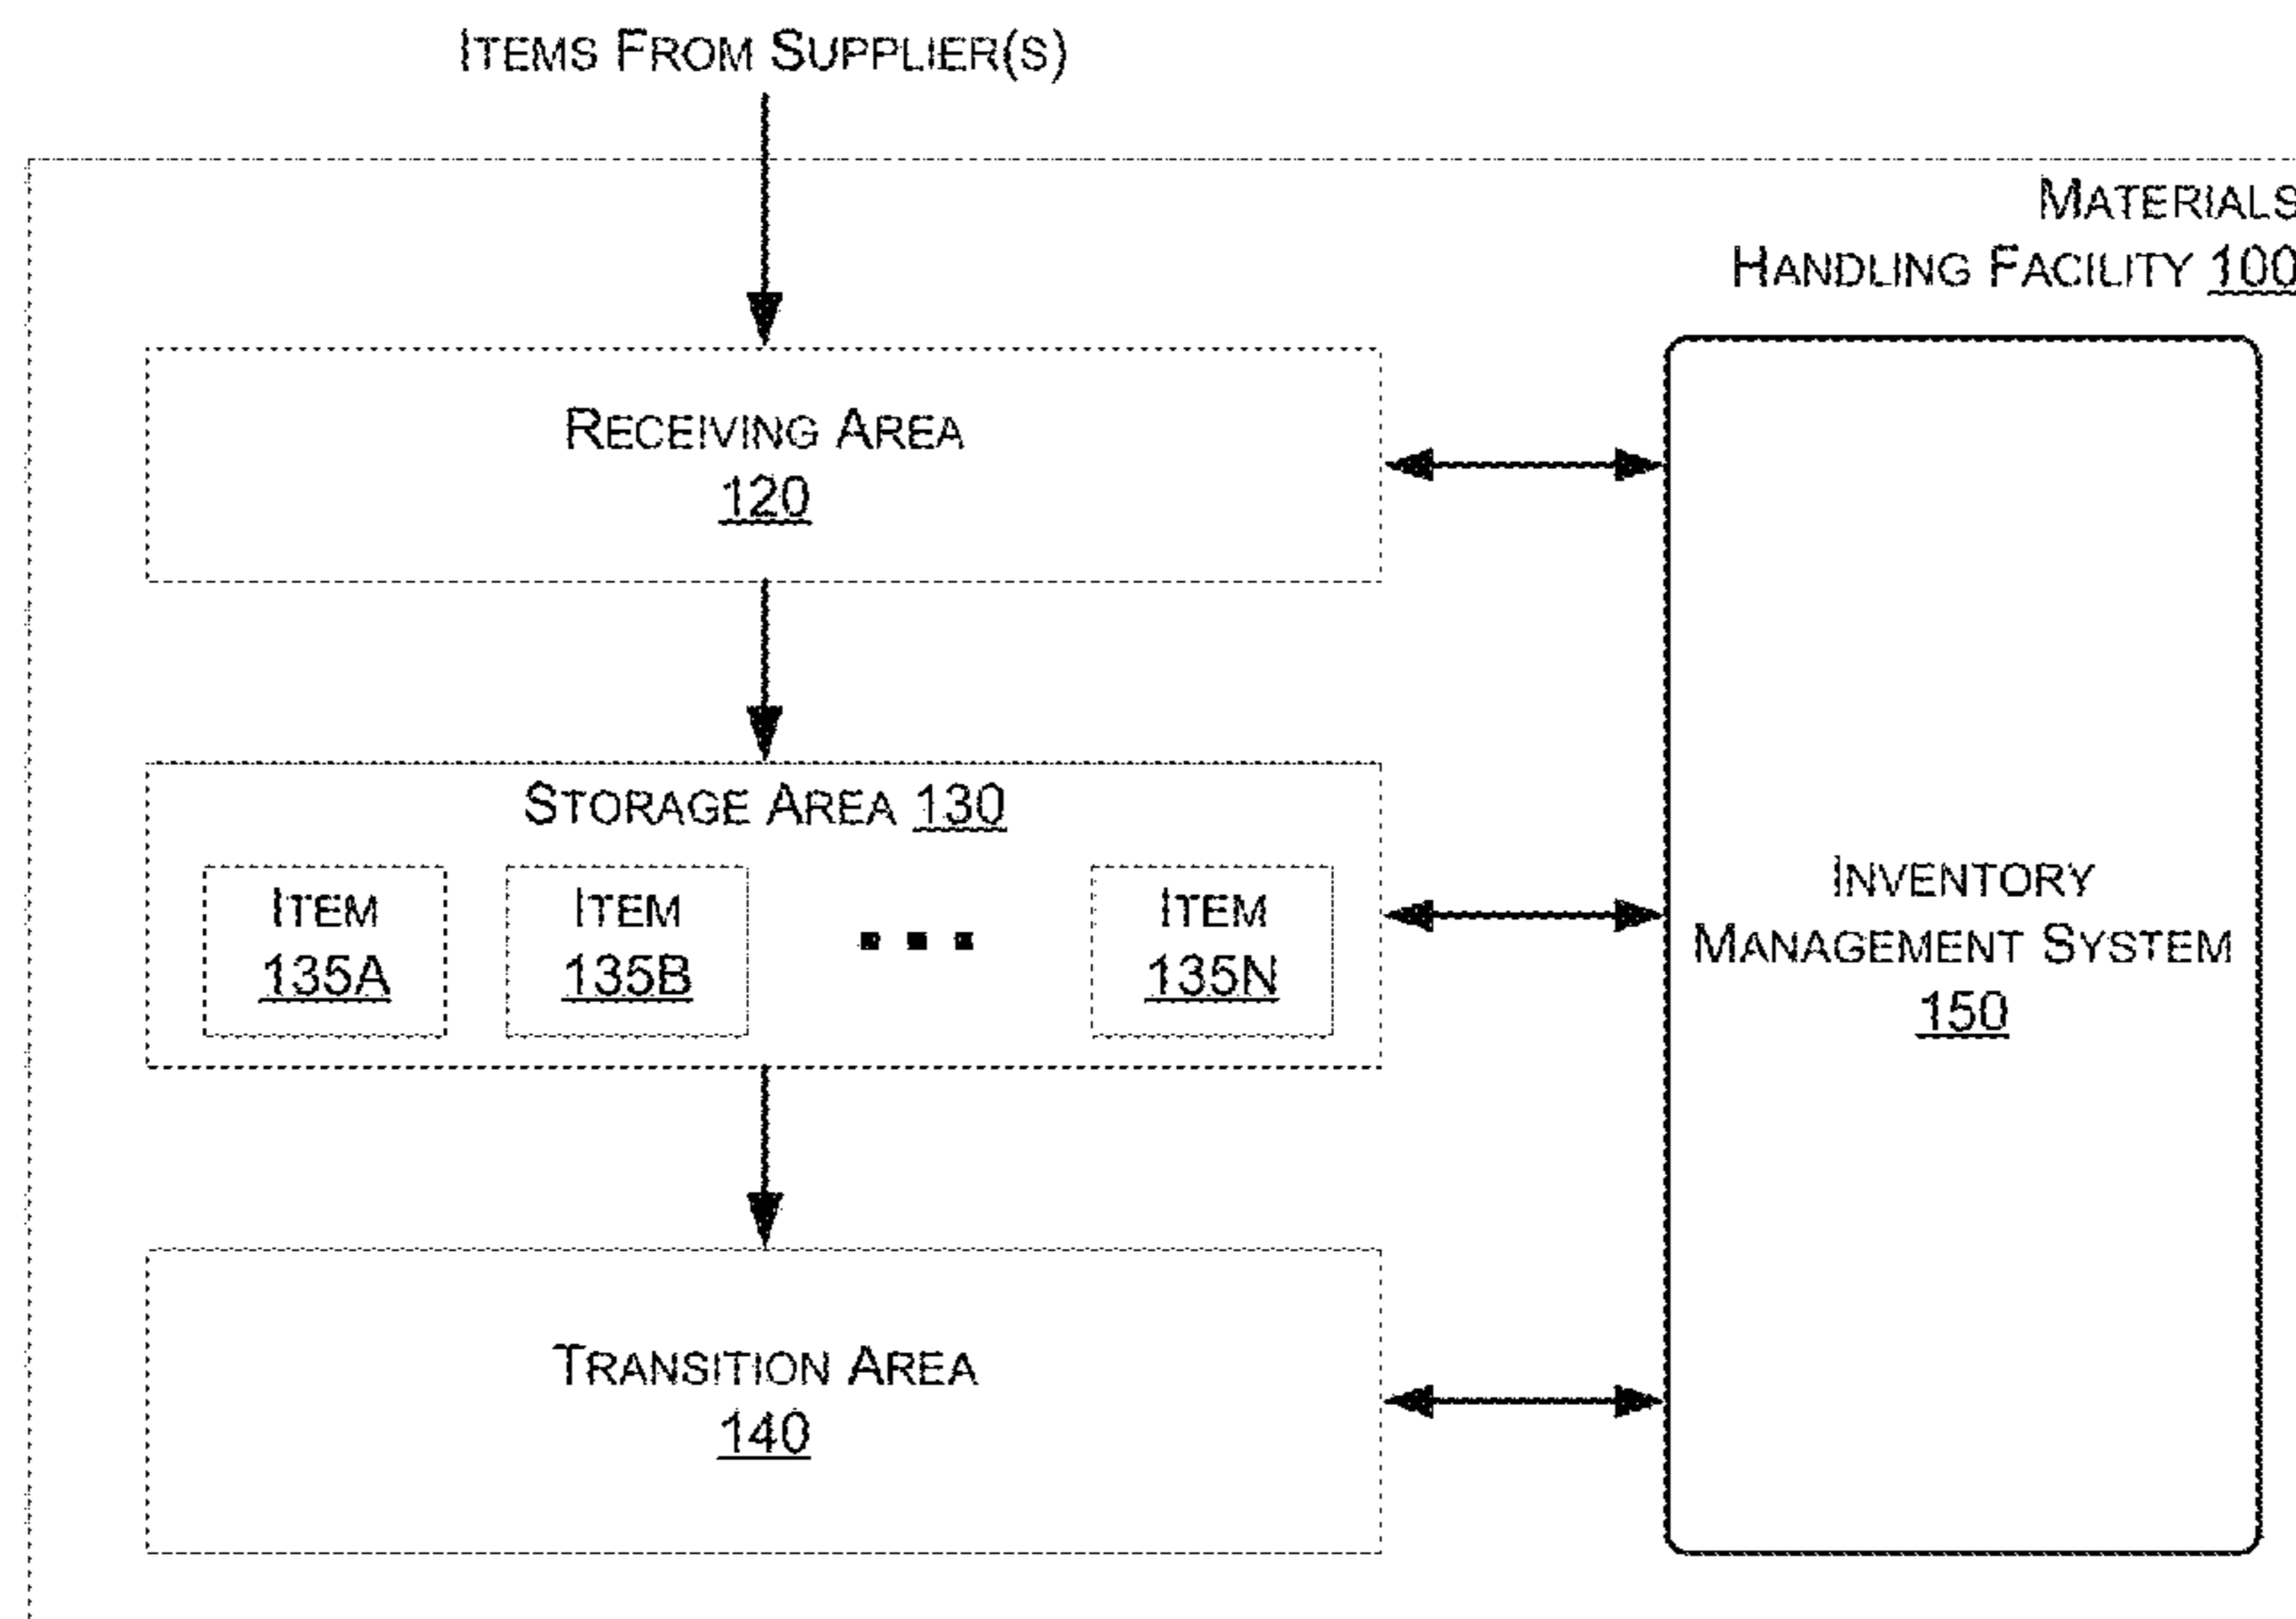 ITEMS FROM SUPPLIER(S)
MATERIALS
HANDLING FACILITY 100
RECEIVING AREA
120
STORAGE AREA 130
ITEM
135A
ITEM
135B
...
ITEM
135N
INVENTORY
MANAGEMENT SYSTEM
150
TRANSITION AREA
140